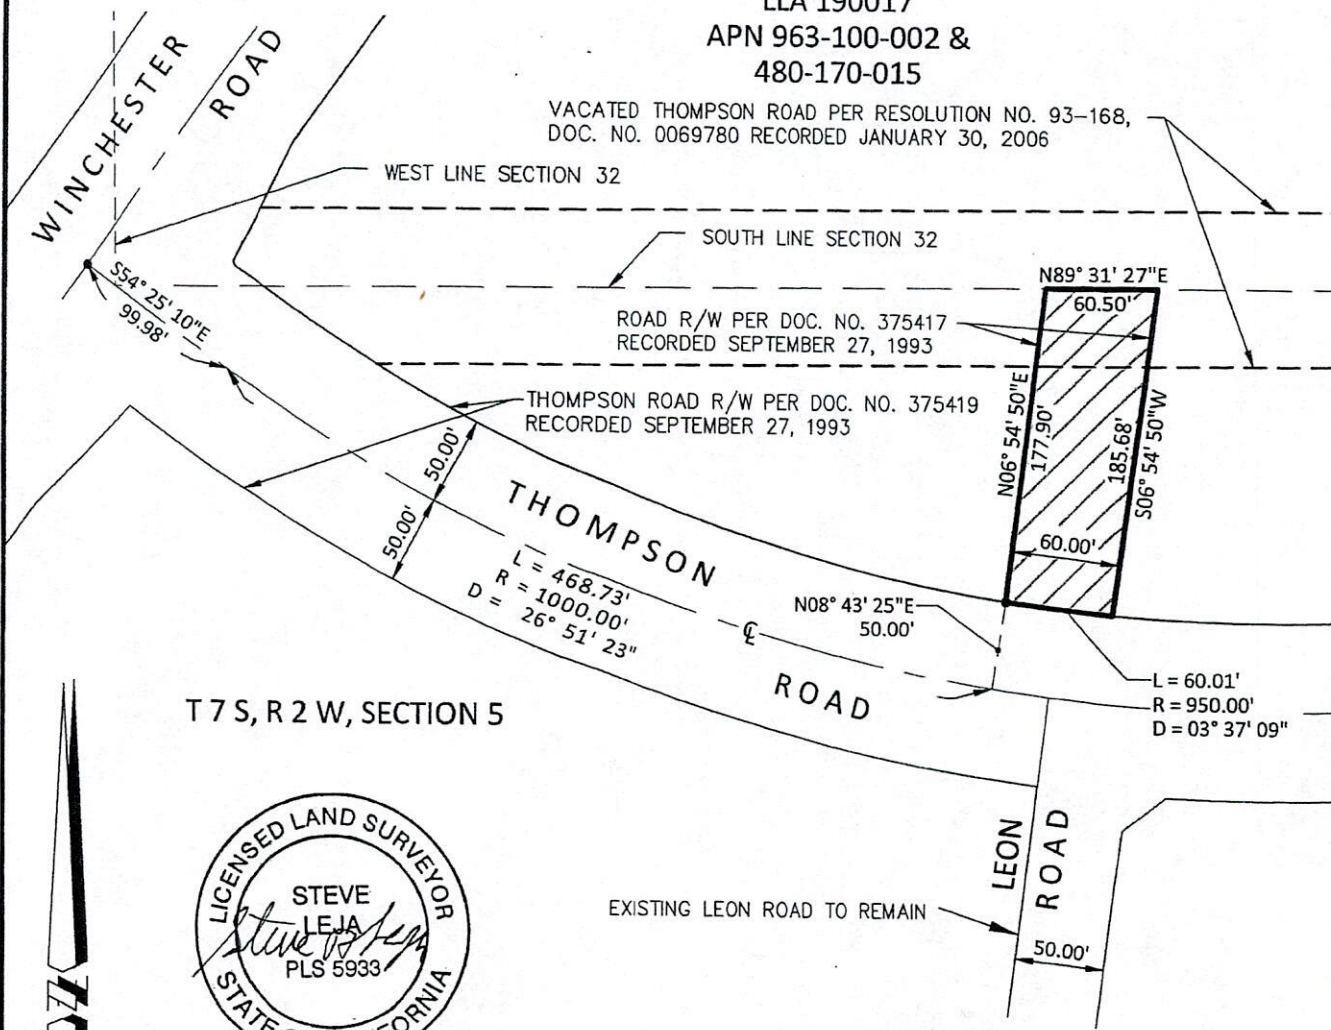 LLA 190017
APN 963-100-002 &
480-170-015
VACATED THOMPSON ROAD PER RESOLUTION NO. 93-168,
DOC. NO. 0069780 RECORDED JANUARY 30, 2006
WINCHESTER
ROAD
WEST LINE SECTION 32
SOUTH LINE SECTION 32
S54° 25' 10"E
99.98'
N89° 31' 27"E
60.50'
ROAD R/W PER DOC. NO. 375417
RECORDED SEPTEMBER 27, 1993
THOMPSON ROAD R/W PER DOC. NO. 375419
RECORDED SEPTEMBER 27, 1993
N06° 54' 50"E
177.90'
185.68'
S06° 54' 50"W
50.00'
50.00'
THOMPSON
ROAD
60.00'
L = 468.73'
R = 1000.00'
D = 26° 51' 23"
℄
N08° 43' 25"E
50.00'
L = 60.01'
R = 950.00'
D = 03° 37' 09"
T 7 S, R 2 W, SECTION 5
LICENSED LAND SURVEYOR
STEVE
LEJA
PLS 5933
LEON
ROAD
EXISTING LEON ROAD TO REMAIN
50.00'